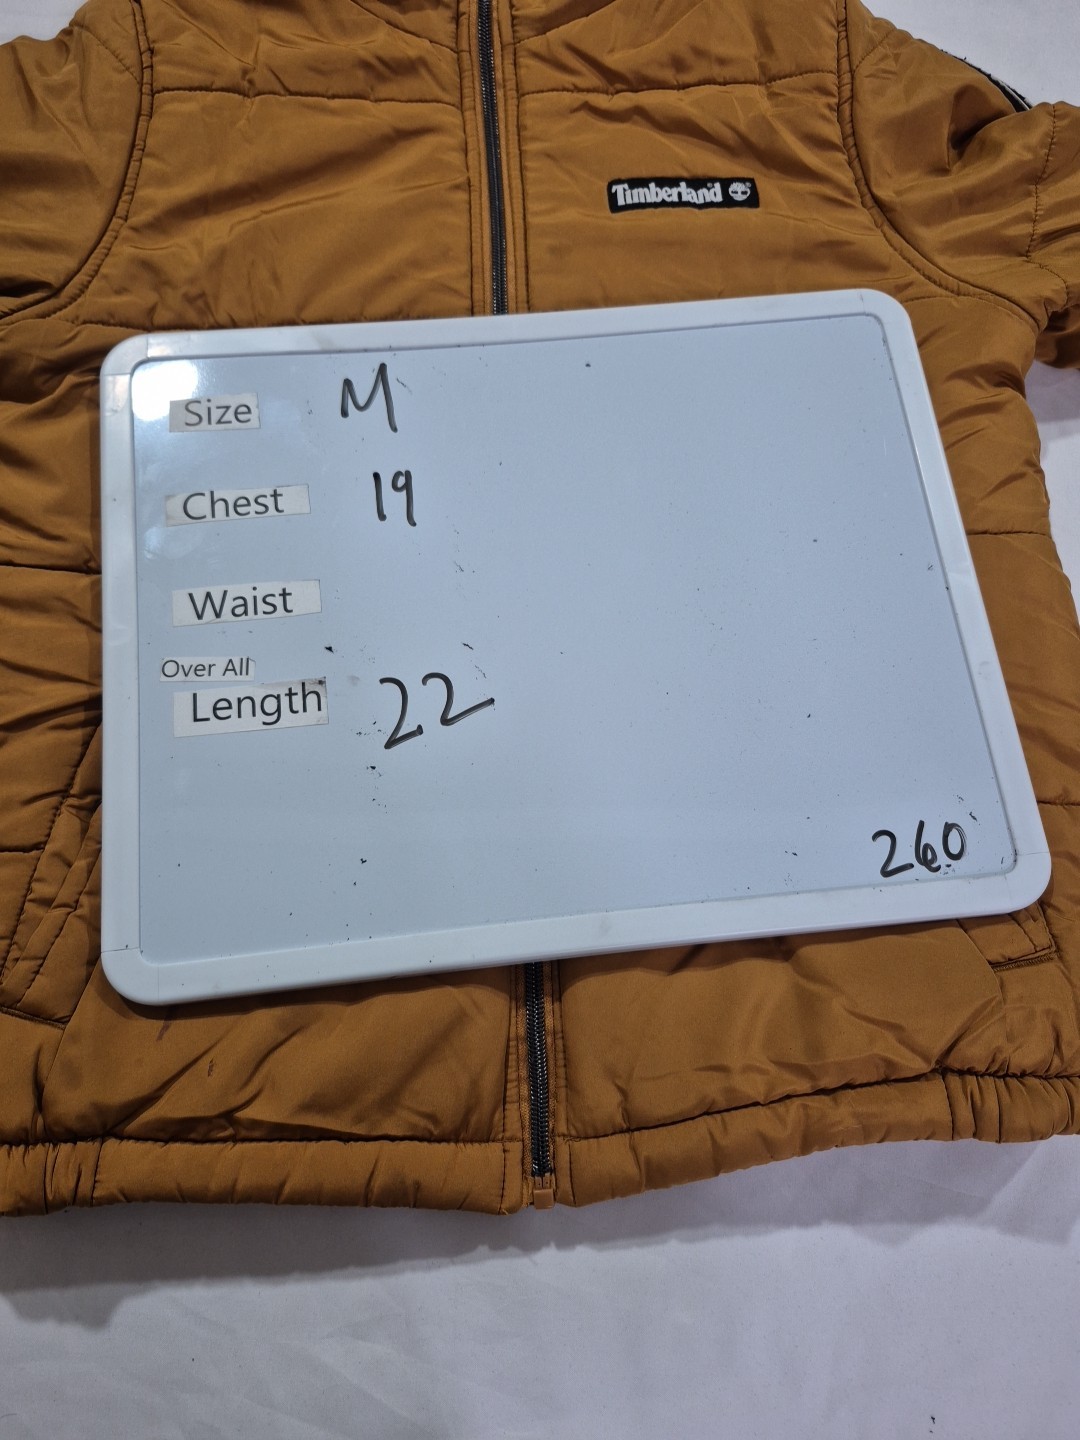 Timberland
Size M
Chest 19
Waist
Over All
Length 22
260